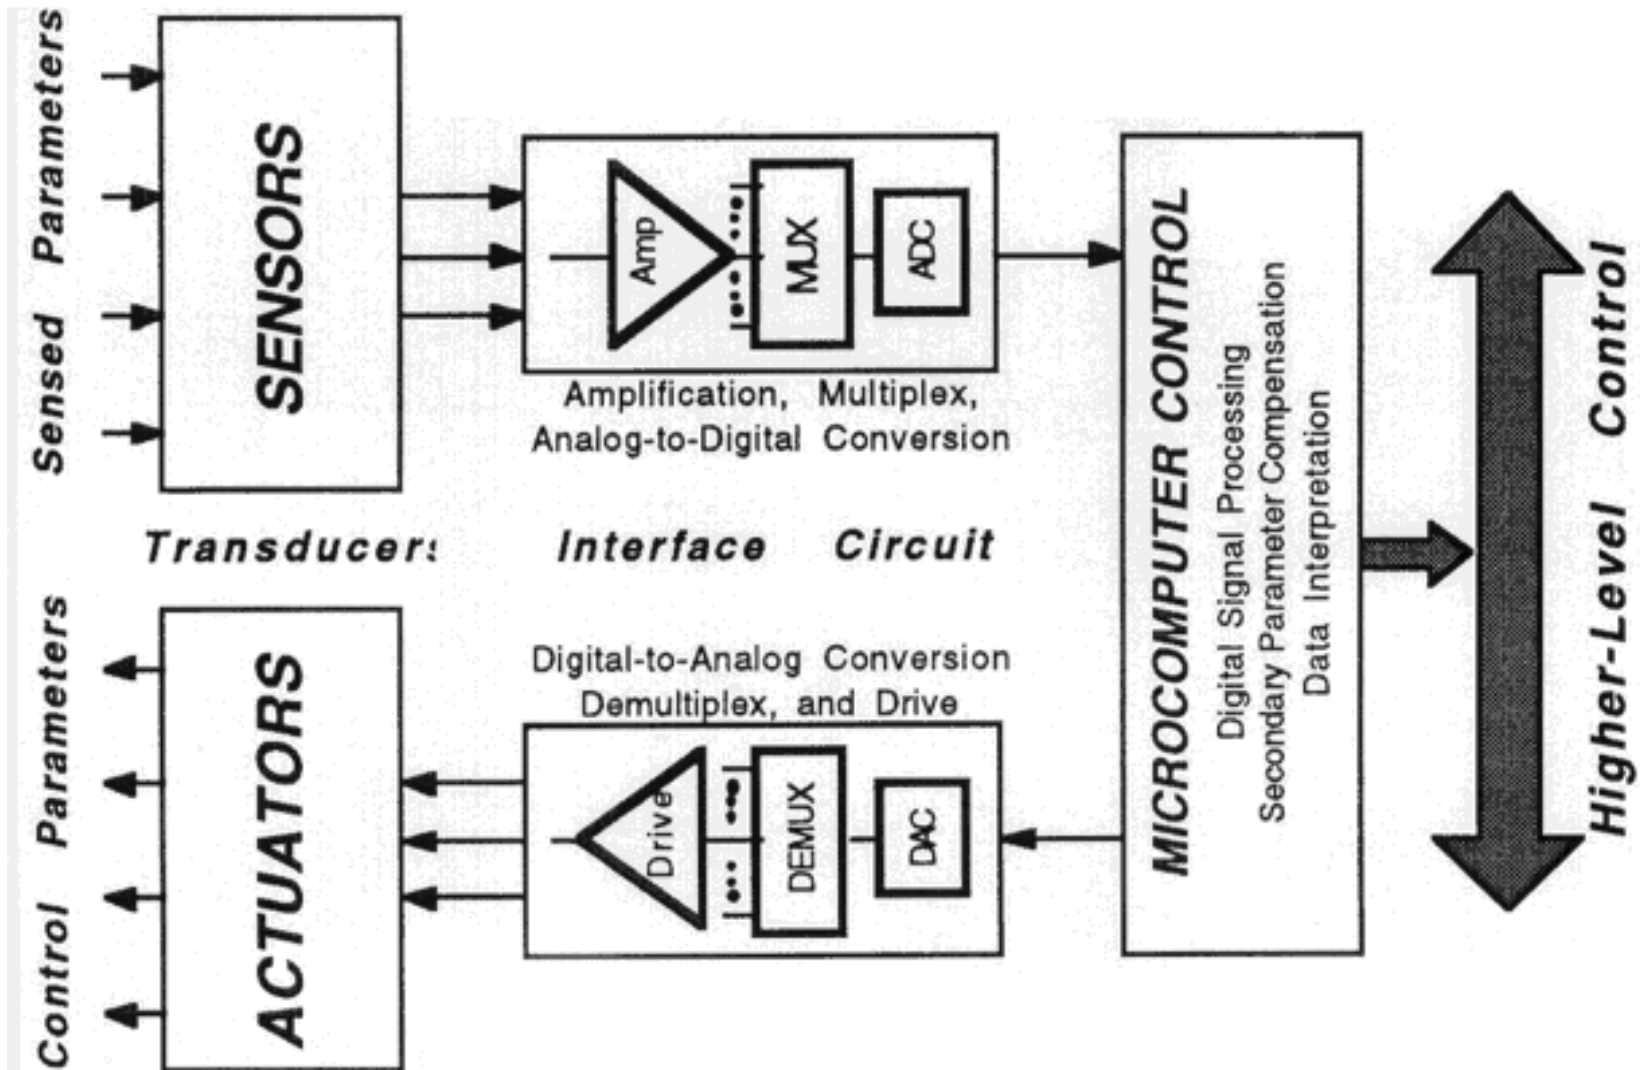 Sensed Parameters
SENSORS
Amp
MUX
ADC
Amplification, Multiplex,
Analog-to-Digital Conversion
Transducers
Interface Circuit
MICROCOMPUTER CONTROL
Digital Signal Processing
Secondary Parameter Compensation
Data Interpretation
Higher-Level Control
Control Parameters
ACTUATORS
Digital-to-Analog Conversion
Demultiplex, and Drive
Drive
DEMUX
DAC